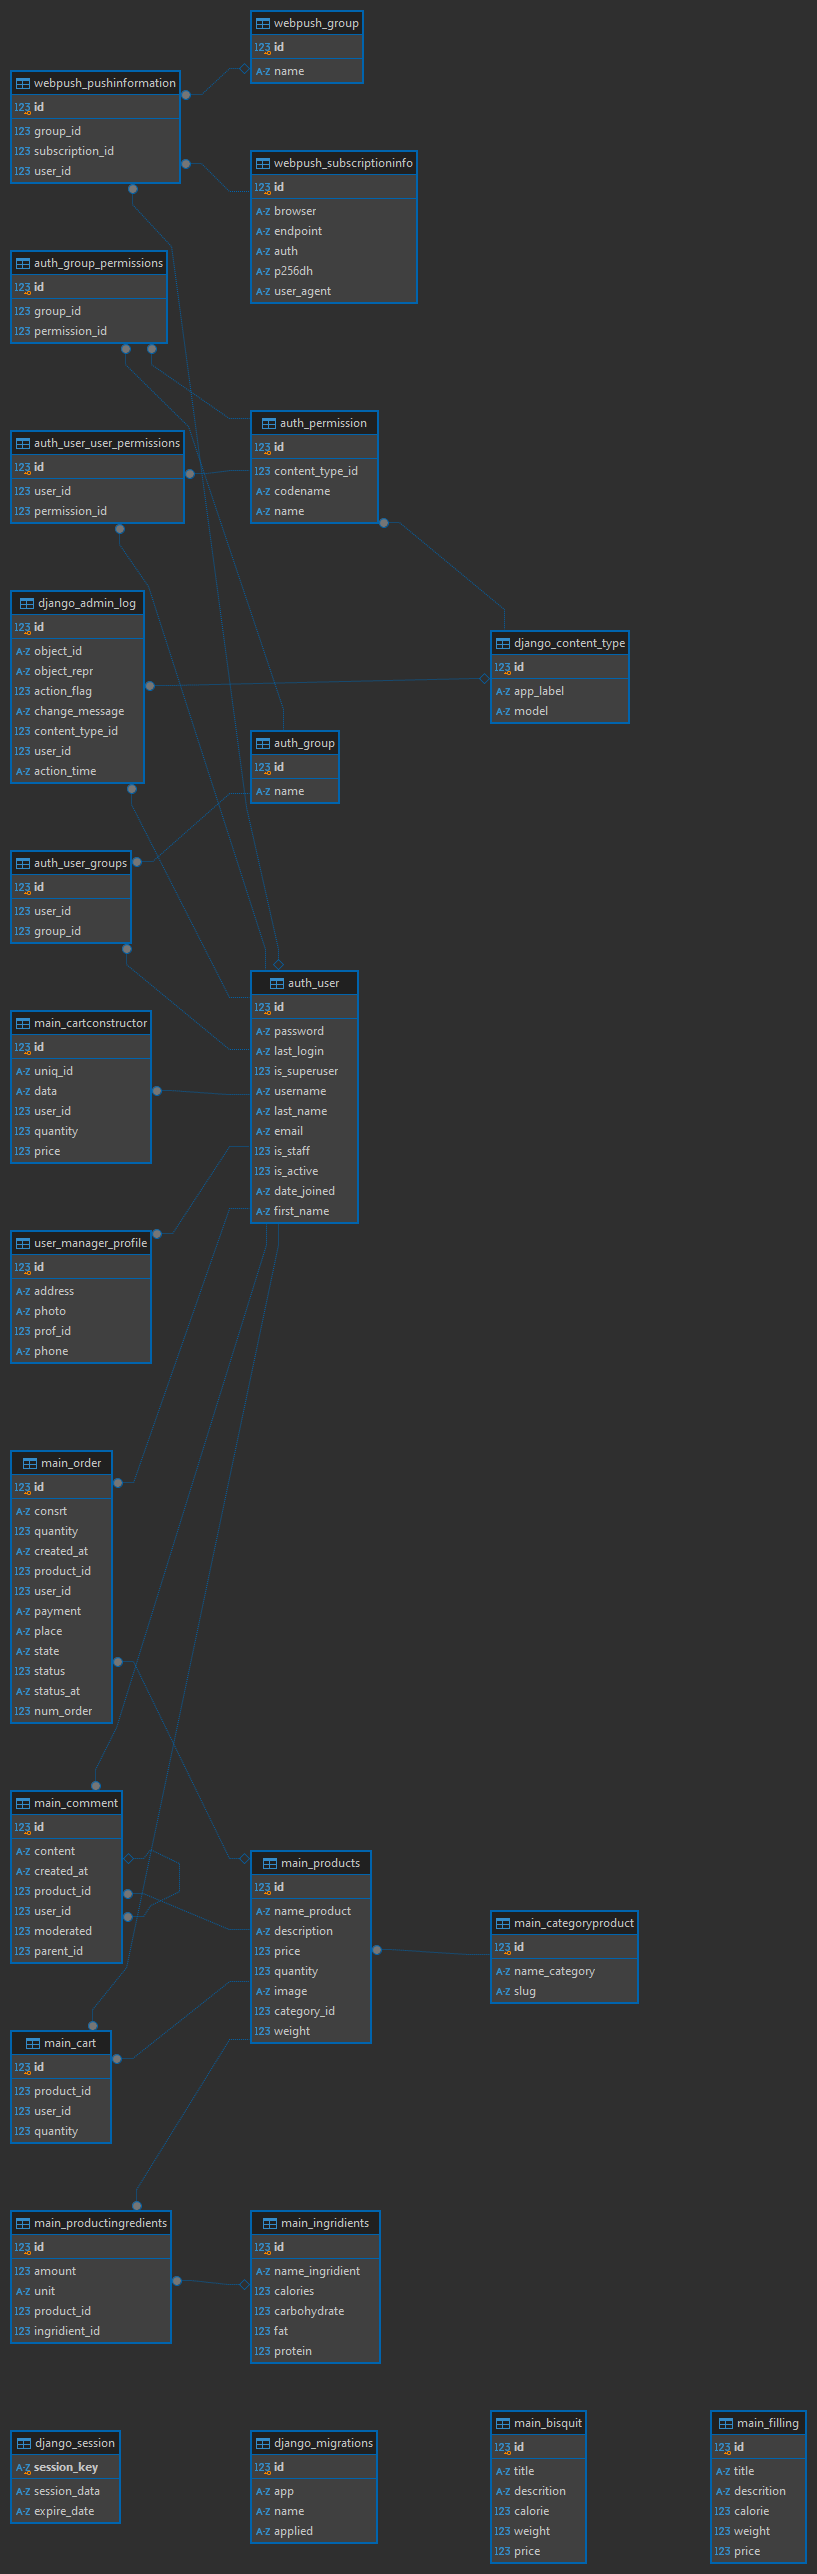 webpush_group
123 id
A-Z name
webpush_pushinformation
123 id
123 group_id
123 subscription_id
123 user_id
webpush_subscriptioninfo
123 id
A-Z browser
A-Z endpoint
A-Z auth
A-Z p256dh
A-Z user_agent
auth_group_permissions
123 id
123 group_id
123 permission_id
auth_permission
123 id
123 content_type_id
A-Z codename
A-Z name
auth_user_user_permissions
123 id
123 user_id
123 permission_id
django_admin_log
123 id
A-Z object_id
A-Z object_repr
123 action_flag
A-Z change_message
123 content_type_id
123 user_id
A-Z action_time
django_content_type
123 id
A-Z app_label
A-Z model
auth_group
123 id
A-Z name
auth_user_groups
123 id
123 user_id
123 group_id
auth_user
123 id
A-Z password
A-Z last_login
123 is_superuser
A-Z username
A-Z last_name
A-Z email
123 is_staff
123 is_active
A-Z date_joined
A-Z first_name
main_cartconstructor
123 id
A-Z uniq_id
A-Z data
123 user_id
123 quantity
123 price
user_manager_profile
123 id
A-Z address
A-Z photo
123 prof_id
A-Z phone
main_order
123 id
A-Z consrt
123 quantity
A-Z created_at
123 product_id
123 user_id
A-Z payment
A-Z place
A-Z state
123 status
A-Z status_at
123 num_order
main_comment
123 id
A-Z content
A-Z created_at
123 product_id
123 user_id
123 moderated
123 parent_id
main_products
123 id
A-Z name_product
A-Z description
123 price
123 quantity
A-Z image
123 category_id
123 weight
main_categoryproduct
123 id
A-Z name_category
A-Z slug
main_cart
123 id
123 product_id
123 user_id
123 quantity
main_productingredients
123 id
123 amount
A-Z unit
123 product_id
123 ingridient_id
main_ingridients
123 id
A-Z name_ingridient
123 calories
123 carbohydrate
123 fat
123 protein
django_session
A-Z session_key
A-Z session_data
A-Z expire_date
django_migrations
123 id
A-Z app
A-Z name
A-Z applied
main_bisquit
123 id
A-Z title
A-Z descrition
123 calorie
123 weight
123 price
main_filling
123 id
A-Z title
A-Z descrition
123 calorie
123 weight
123 price